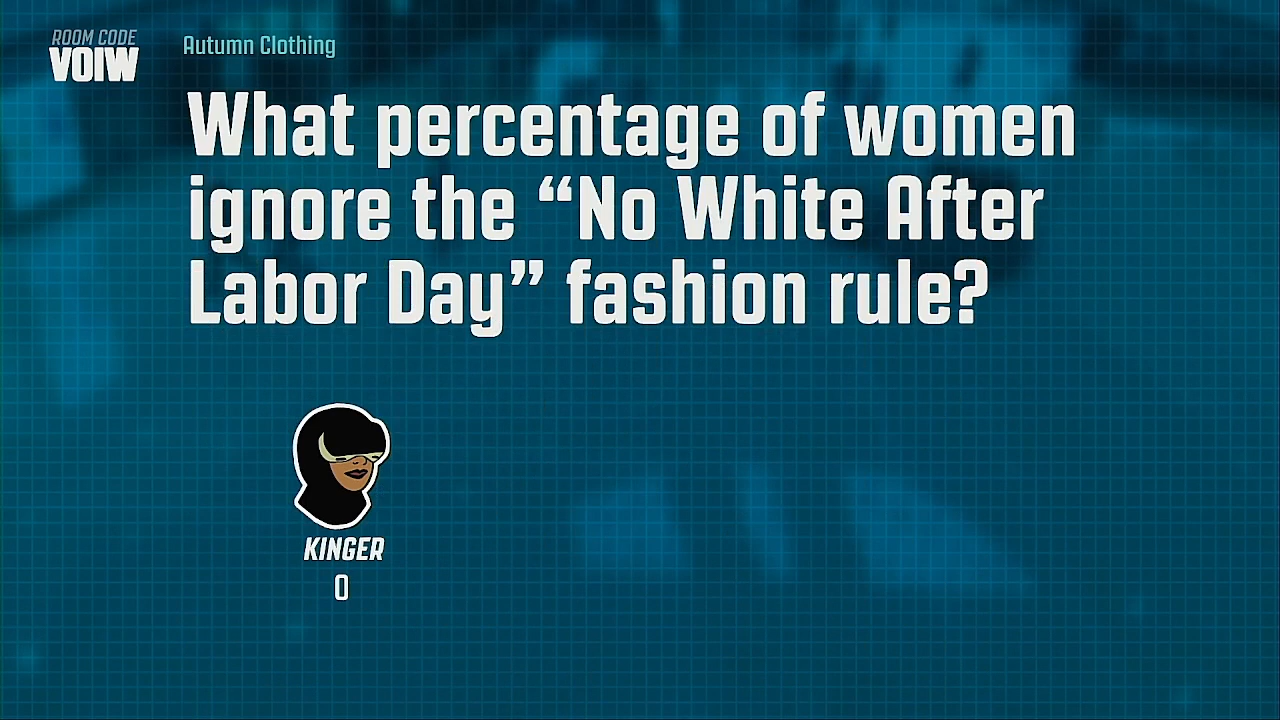 ROOM CODE
VOIW
Autumn Clothing
What percentage of women
ignore the “No White After
Labor Day” fashion rule?
KINGER
0